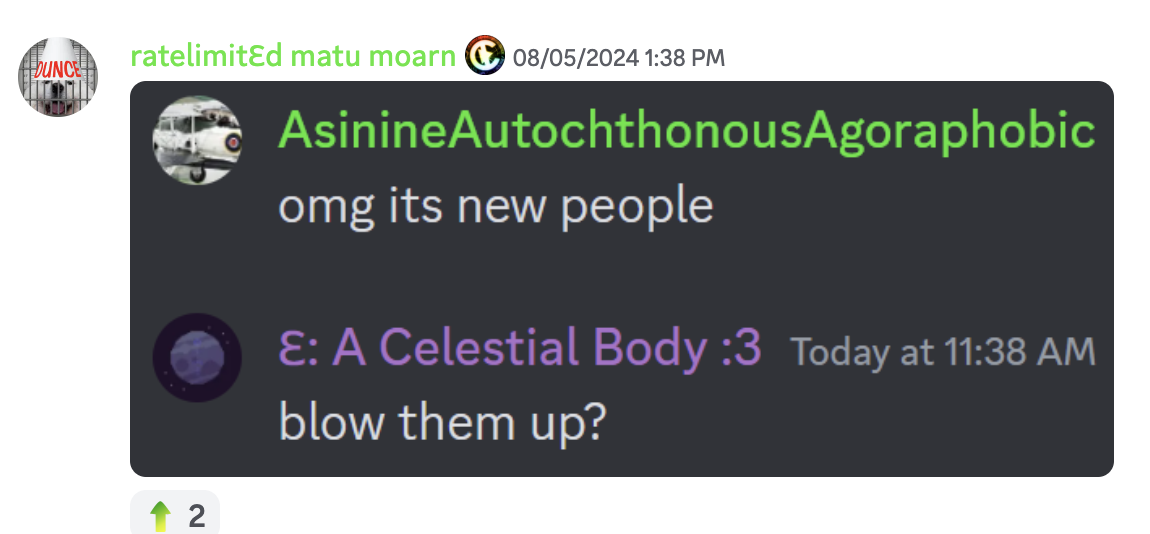 DUNCE
ratelimitƐd matu moarn 08/05/2024 1:38 PM
AsinineAutochthonousAgoraphobic
omg its new people
Ɛ: A Celestial Body :3 Today at 11:38 AM
blow them up?
2